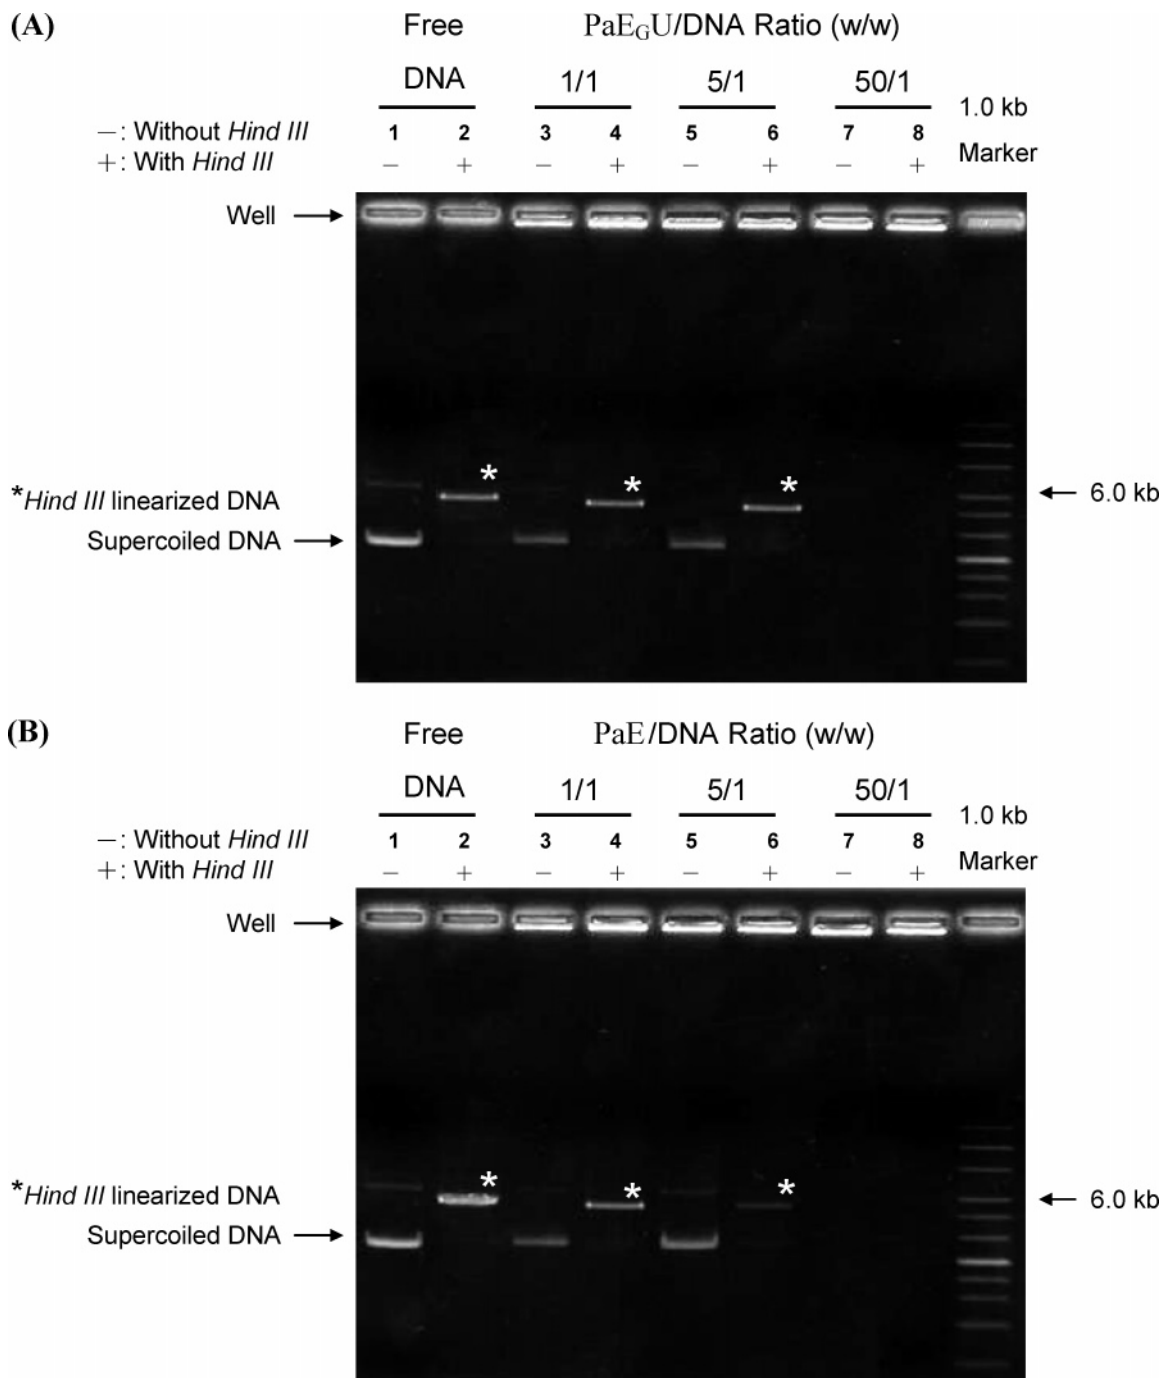 (A)
Free
DNA
PaE_GU/DNA Ratio (w/w)
1/1 5/1 50/1
1.0 kb
Marker
−: Without Hind III
+: With Hind III
1 2 3 4 5 6 7 8
− + − + − + − +
Well
*Hind III linearized DNA
Supercoiled DNA
* * *
6.0 kb
(B)
Free
DNA
PaE/DNA Ratio (w/w)
1/1 5/1 50/1
1.0 kb
Marker
−: Without Hind III
+: With Hind III
1 2 3 4 5 6 7 8
− + − + − + − +
Well
*Hind III linearized DNA
Supercoiled DNA
* * *
6.0 kb